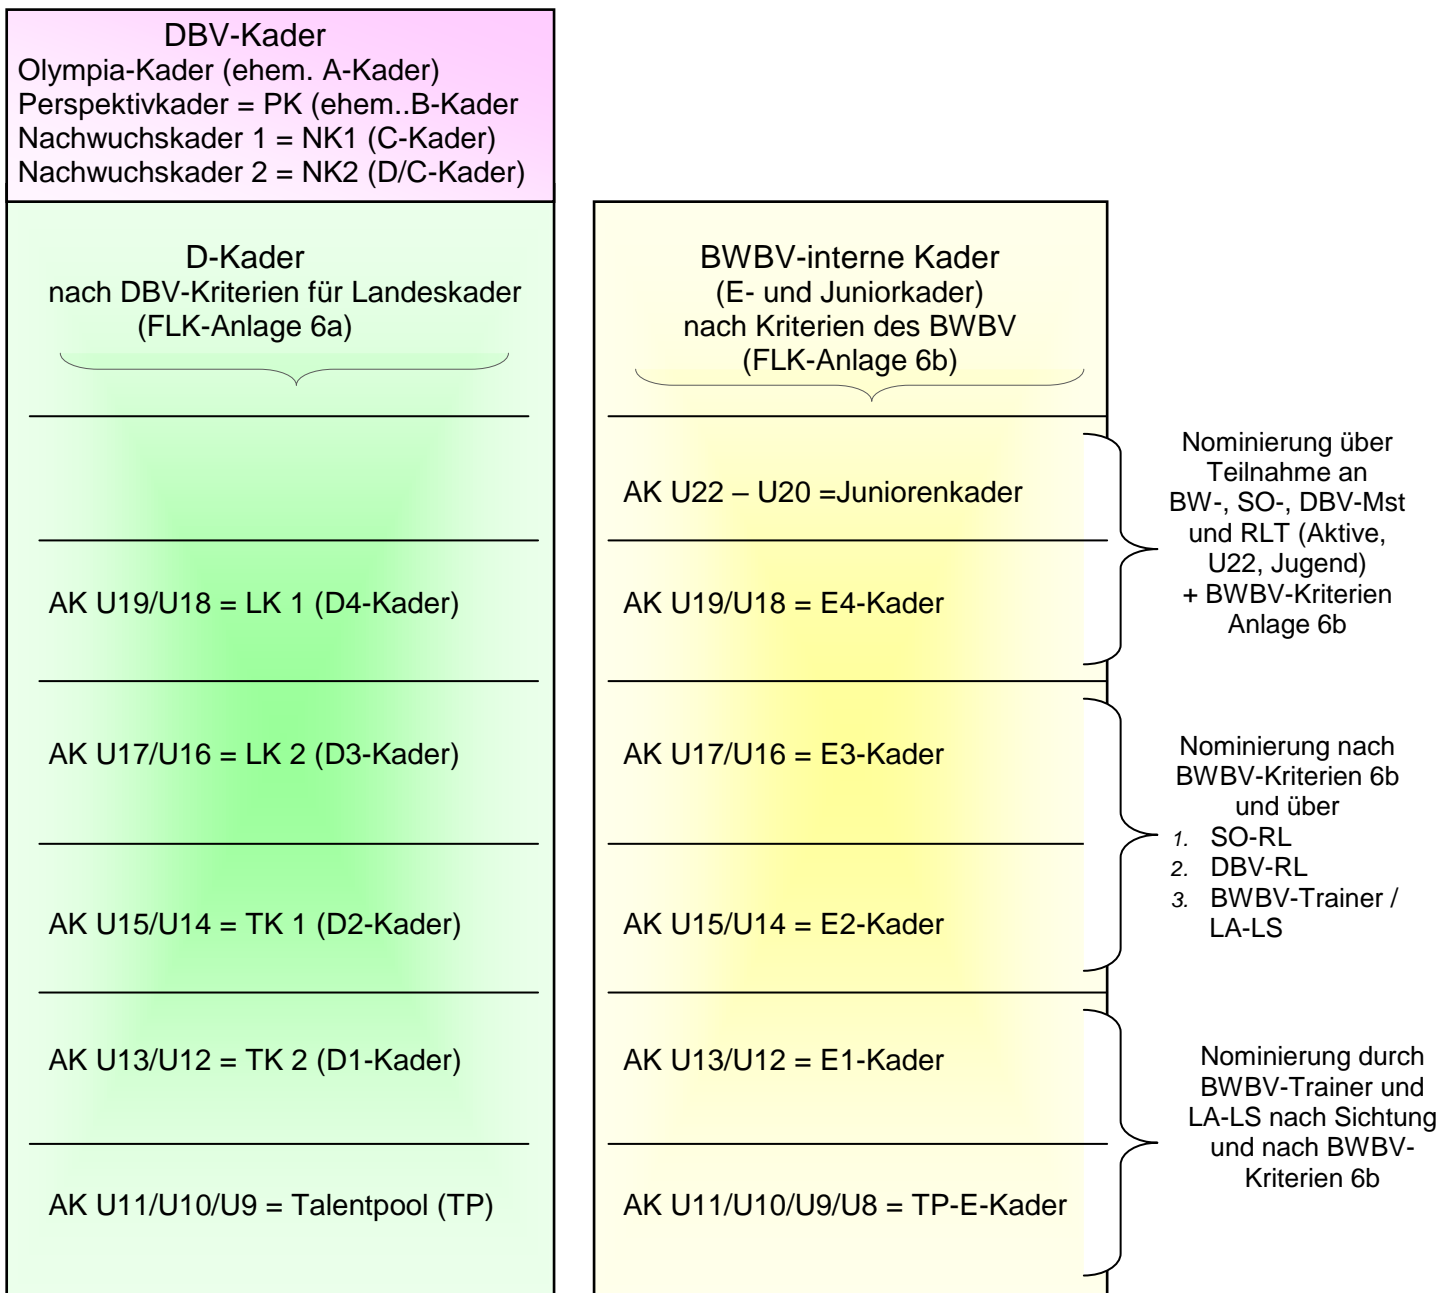 DBV-Kader
Olympia-Kader (ehem. A-Kader)
Perspektivkader = PK (ehem..B-Kader
Nachwuchskader 1 = NK1 (C-Kader)
Nachwuchskader 2 = NK2 (D/C-Kader)
D-Kader
nach DBV-Kriterien für Landeskader
(FLK-Anlage 6a)
AK U19/U18 = LK 1 (D4-Kader)
AK U17/U16 = LK 2 (D3-Kader)
AK U15/U14 = TK 1 (D2-Kader)
AK U13/U12 = TK 2 (D1-Kader)
AK U11/U10/U9 = Talentpool (TP)
BWBV-interne Kader
(E- und Juniorkader)
nach Kriterien des BWBV
(FLK-Anlage 6b)
AK U22 – U20 =Juniorenkader
AK U19/U18 = E4-Kader
AK U17/U16 = E3-Kader
AK U15/U14 = E2-Kader
AK U13/U12 = E1-Kader
AK U11/U10/U9/U8 = TP-E-Kader
Nominierung über
Teilnahme an
BW-, SO-, DBV-Mst
und RLT (Aktive,
U22, Jugend)
+ BWBV-Kriterien
Anlage 6b
Nominierung nach
BWBV-Kriterien 6b
und über
1. SO-RL
2. DBV-RL
3. BWBV-Trainer /
LA-LS
Nominierung durch
BWBV-Trainer und
LA-LS nach Sichtung
und nach BWBV-
Kriterien 6b